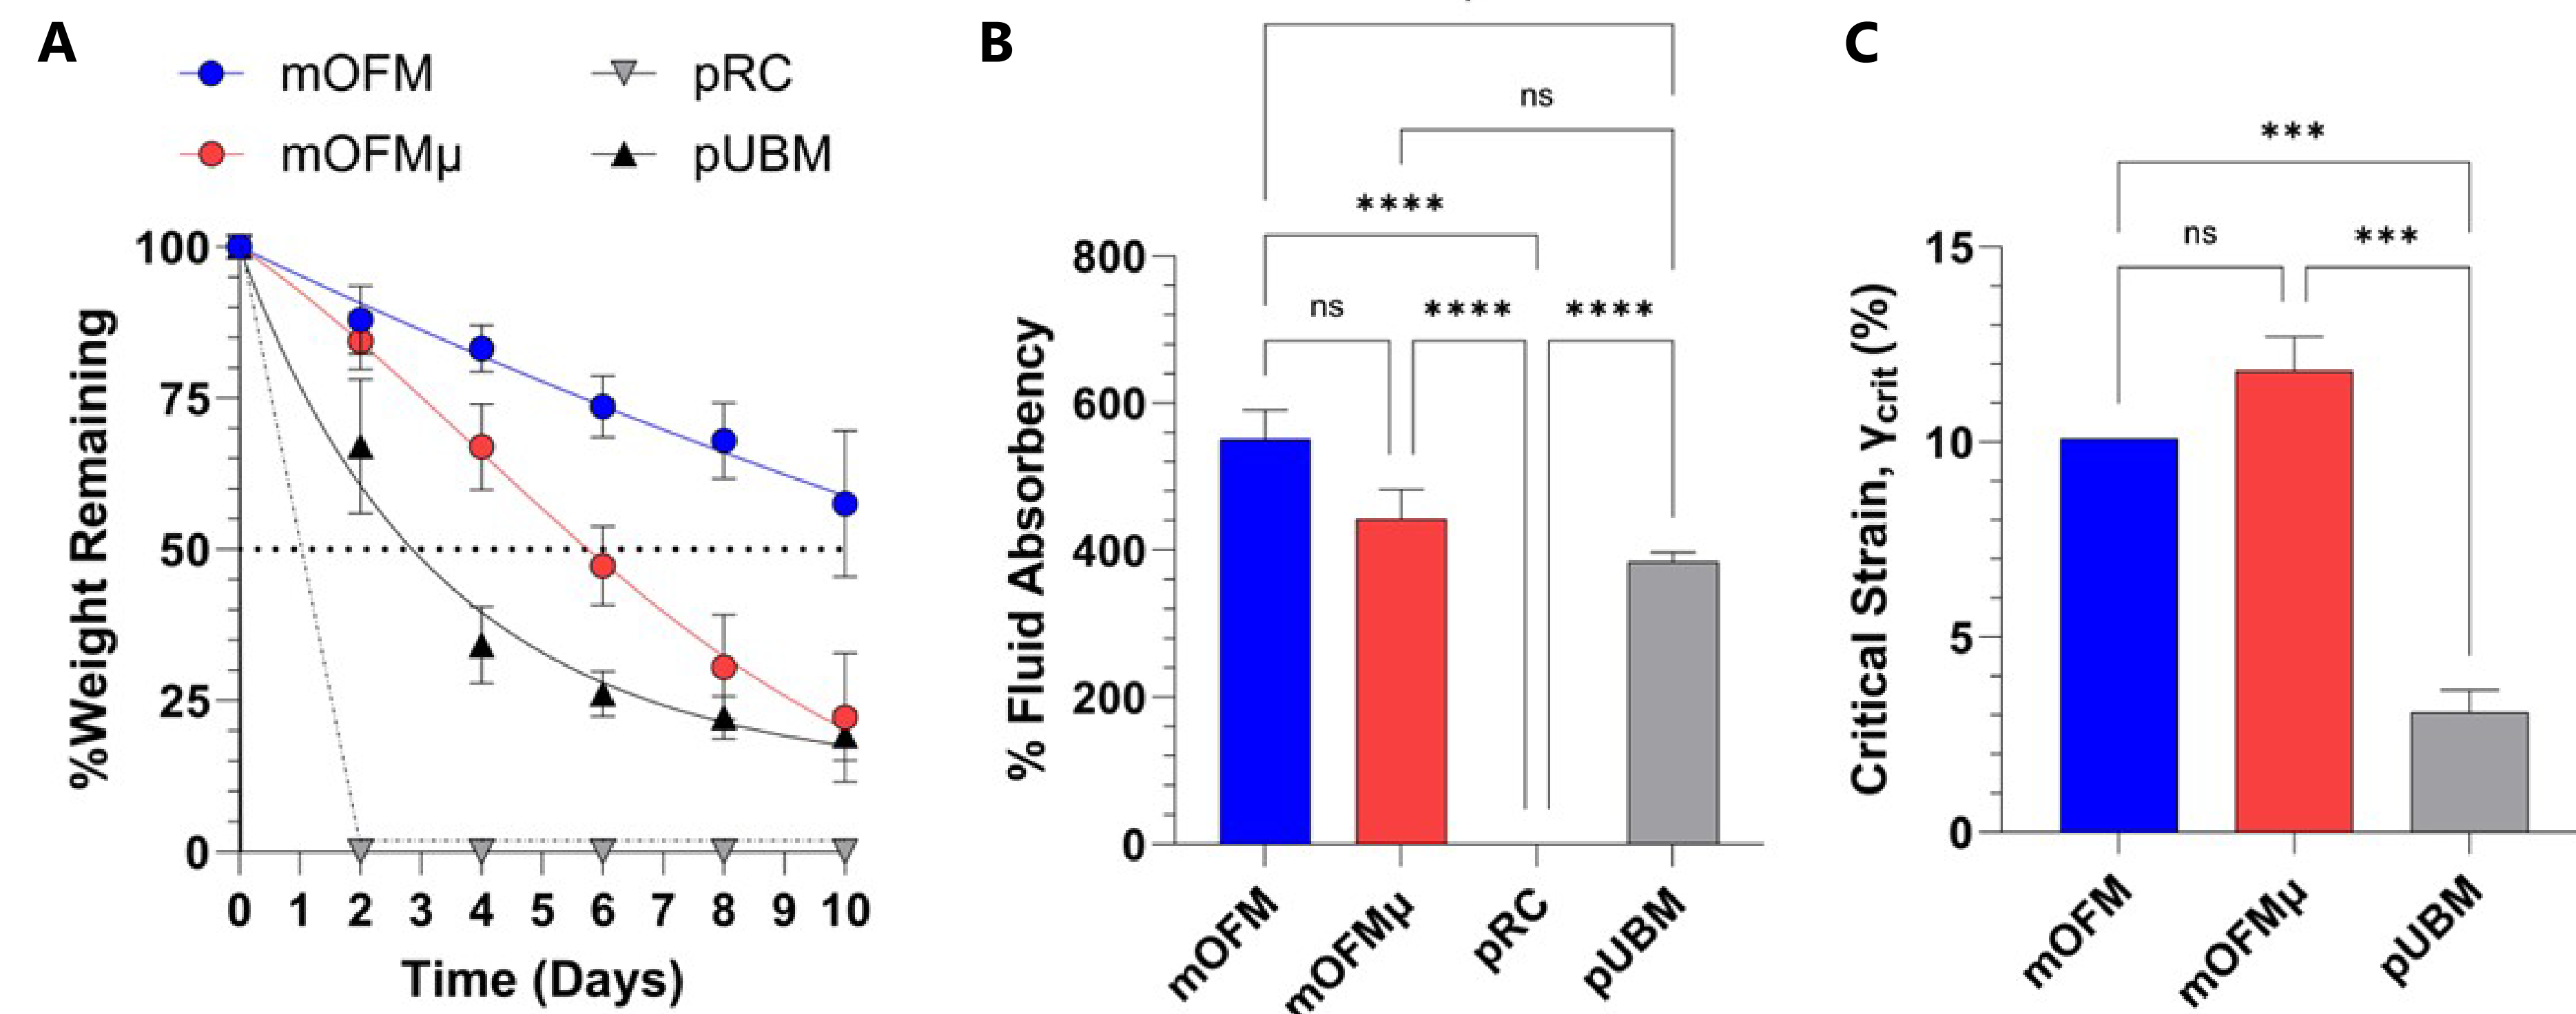 A
mOFM
pRC
mOFMμ
pUBM
100
75
50
25
0
%Weight Remaining
0 1 2 3 4 5 6 7 8 9 10
Time (Days)
B
ns
****
ns
****
****
800
600
400
200
0
% Fluid Absorbency
mOFM
mOFMμ
pRC
pUBM
C
***
ns
***
15
10
5
0
Critical Strain, γcrit (%)
mOFM
mOFMμ
pUBM